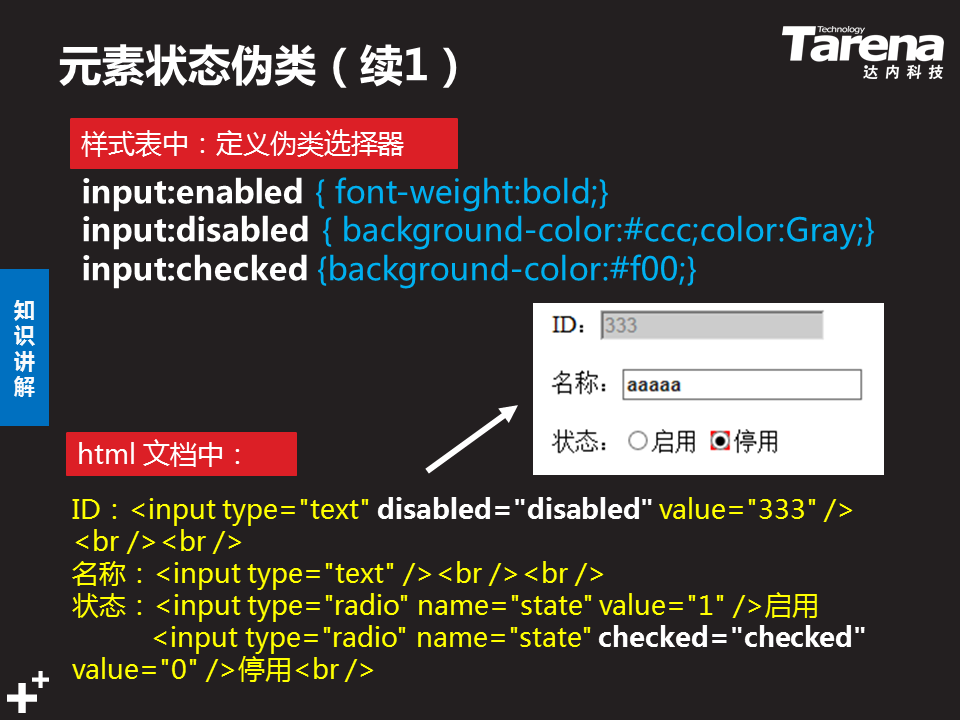 元素状态伪类（续1）
Technology
Tarena
达内科技
样式表中：定义伪类选择器
input:enabled { font-weight:bold;}
input:disabled { background-color:#ccc;color:Gray;}
input:checked {background-color:#f00;}
知识讲解
ID： 333
名称： aaaaa
状态： 启用 停用
html 文档中：
ID：<input type="text" disabled="disabled" value="333" />
<br /><br />
名称：<input type="text" /><br /><br />
状态：<input type="radio" name="state" value="1" />启用
<input type="radio" name="state" checked="checked"
value="0" />停用<br />